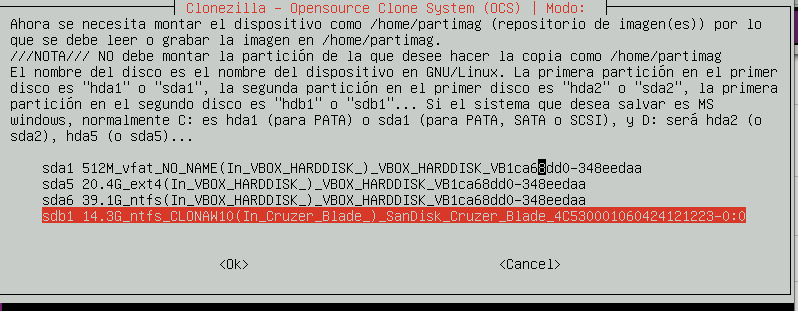 Clonezilla - Opensource Clone System (OCS) | Modo:
Ahora se necesita montar el dispositivo como /home/partimag (repositorio de imagen(es)) por lo
que se debe leer o grabar la imagen en /home/partimag.
///NOTA/// NO debe montar la partición de la que desee hacer la copia como /home/partimag
El nombre del disco es el nombre del dispositivo en GNU/Linux. La primera partición en el primer
disco es "hda1" o "sda1", la segunda partición en el primer disco es "hda2" o "sda2", la primera
partición en el segundo disco es "hdb1" o "sdb1"... Si el sistema que desea salvar es MS
windows, normalmente C: es hda1 (para PATA) o sda1 (para PATA, SATA o SCSI), y D: será hda2 (o
sda2), hda5 (o sda5)...
sda1 512M_vfat_NO_NAME(In_VBOX_HARDDISK_)_VBOX_HARDDISK_VB1ca68dd0-348eedaa
sda5 20.4G_ext4(In_VBOX_HARDDISK_)_VBOX_HARDDISK_VB1ca68dd0-348eedaa
sda6 39.1G_ntfs(In_VBOX_HARDDISK_)_VBOX_HARDDISK_VB1ca68dd0-348eedaa
sdb1 14.3G_ntfs_CLONAW10(In_Cruzer_Blade_)_SanDisk_Cruzer_Blade_4C530001060424121223-0:0
<Ok> <Cancel>